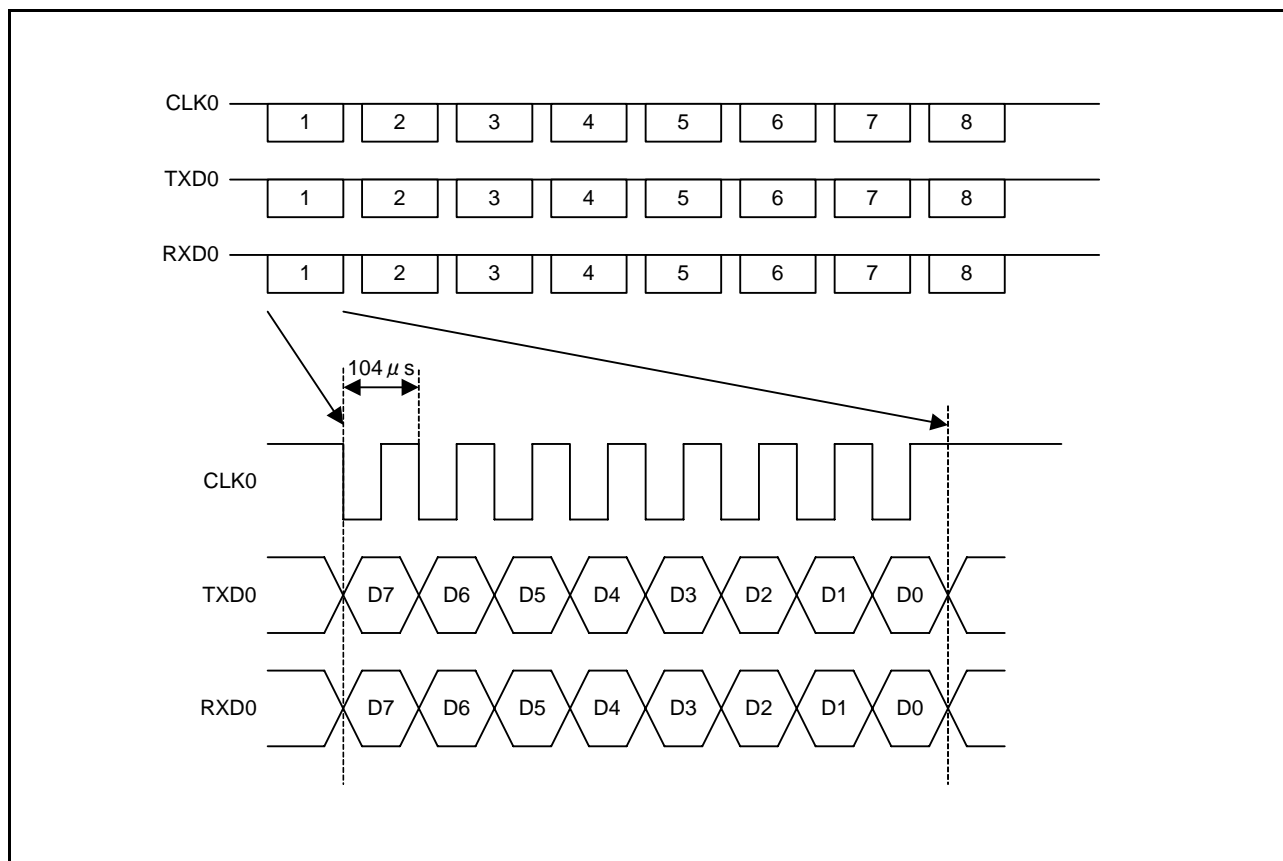 CLK0 1 2 3 4 5 6 7 8
TXD0 1 2 3 4 5 6 7 8
RXD0 1 2 3 4 5 6 7 8
104μs
CLK0
TXD0 D7 D6 D5 D4 D3 D2 D1 D0
RXD0 D7 D6 D5 D4 D3 D2 D1 D0